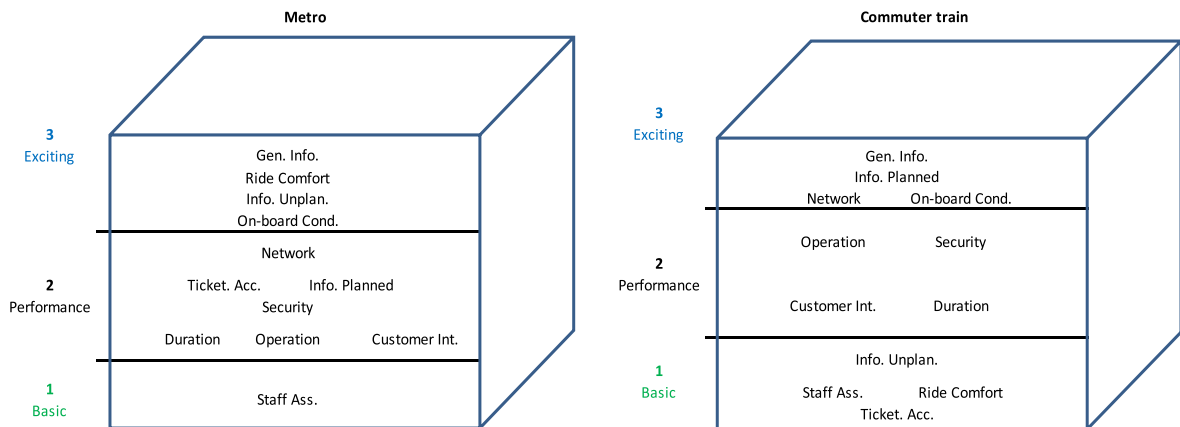 Metro
3
Exciting
Gen. Info.
Ride Comfort
Info. Unplan.
On-board Cond.
2
Performance
Network
Ticket. Acc. Info. Planned
Security
Duration Operation Customer Int.
1
Basic
Staff Ass.
Commuter train
3
Exciting
Gen. Info.
Info. Planned
Network On-board Cond.
2
Performance
Operation Security
Customer Int. Duration
1
Basic
Info. Unplan.
Staff Ass. Ride Comfort
Ticket. Acc.